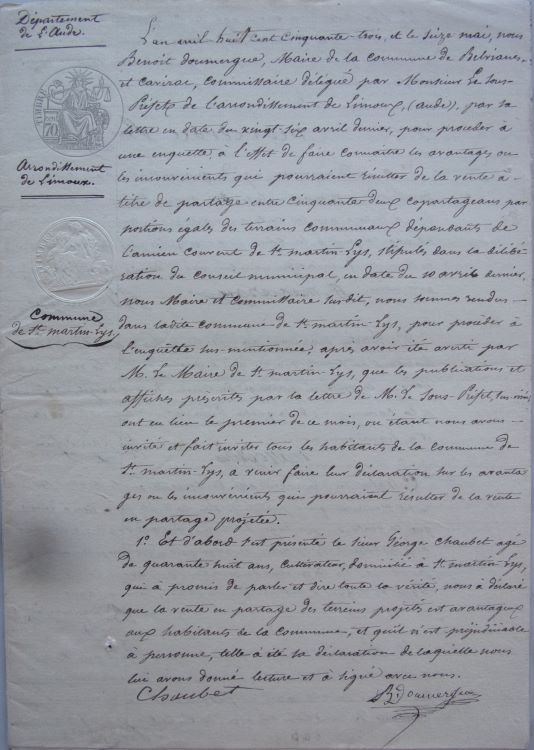 Département
de l'Aude.
Arrondissement
de Limoux.
Commune
de St. martin-Lys,
L'an mil huit cent cinquante-trois, et le seize mai, nous
Benoit doumergue, Maire de la commune de Belvianes-
et cavirac, commissaire délégué par Monsieur Le Sous-
Préfet de l'arrondissement de Limoux, (aude), par sa
lettre en date du vingt-six avril dernier, pour procéder à
une enquette à l'effet de faire connaitre les avantages ou
les inconvénients qui pourraient résulter de la vente à-
titre de partage entre cinquante deux copartageans par
portions égales des terrains communaux dépendants de
l'ancien couvent de St. martin Lys, stipulés dans la délibé-
ration du conseil municipal, en date du 10 avril dernier,
nous Maire et commissaire susdit, nous sommes rendus-
dans ladite commune de St. martin-Lys, pour procéder à
l'enquette sus-mentionnée, après avoir été averti par
M. Le Maire de St. martin-Lys, que les publications et
affiches prescrites par la lettre de M. le Sous-Préfet,
ont eu lieu le premier de ce mois, ou étant nous avons-
invité et fait inviter tous les habitants de la commune de
St. martin-Lys, à venir faire leur déclaration sur les avanta-
ges ou les inconvénients qui pourraient résulter de la vente
en partage projetée.
1º. Et d'abord s'est présenté le sieur George Chaubet agé
de quarante huit ans, cultivateur, domicilié à St. martin Lys,
qui à promis de parler et dire toute la vérité, nous à déclaré
que la vente en partage des terreins projetés est avantageux
aux habitants de la commune, et qu'il n'est préjudiciable
à personne, telle à été sa déclaration de laquelle nous
lui avons donné lecture et à signé avec nous.
Chaubet
B. Doumergue